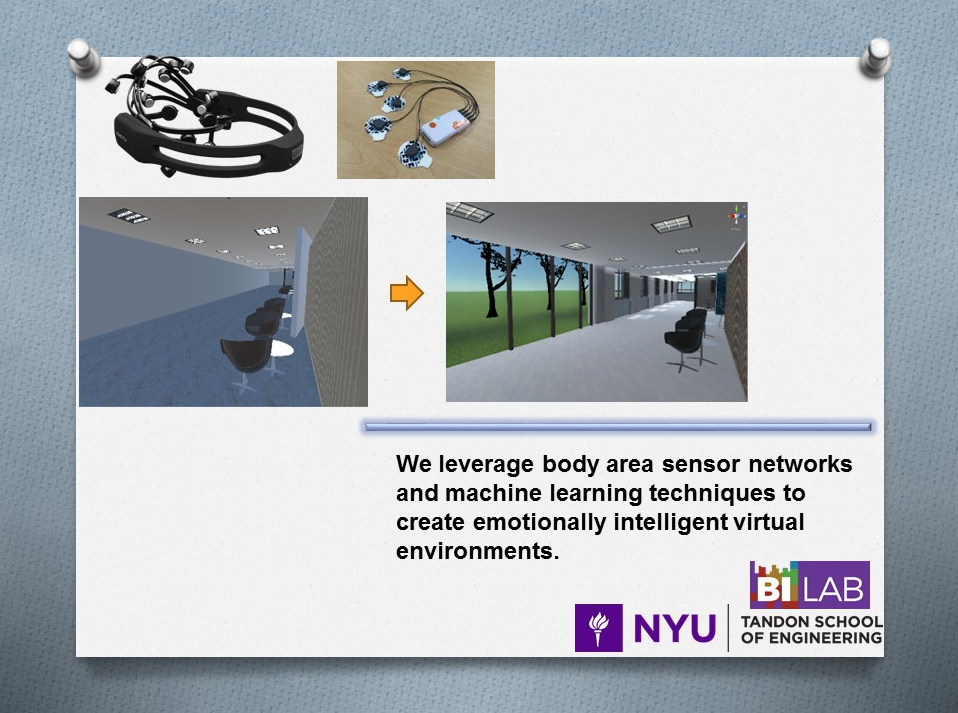 We leverage body area sensor networks
and machine learning techniques to
create emotionally intelligent virtual
environments.
BI LAB
NYU
TANDON SCHOOL
OF ENGINEERING